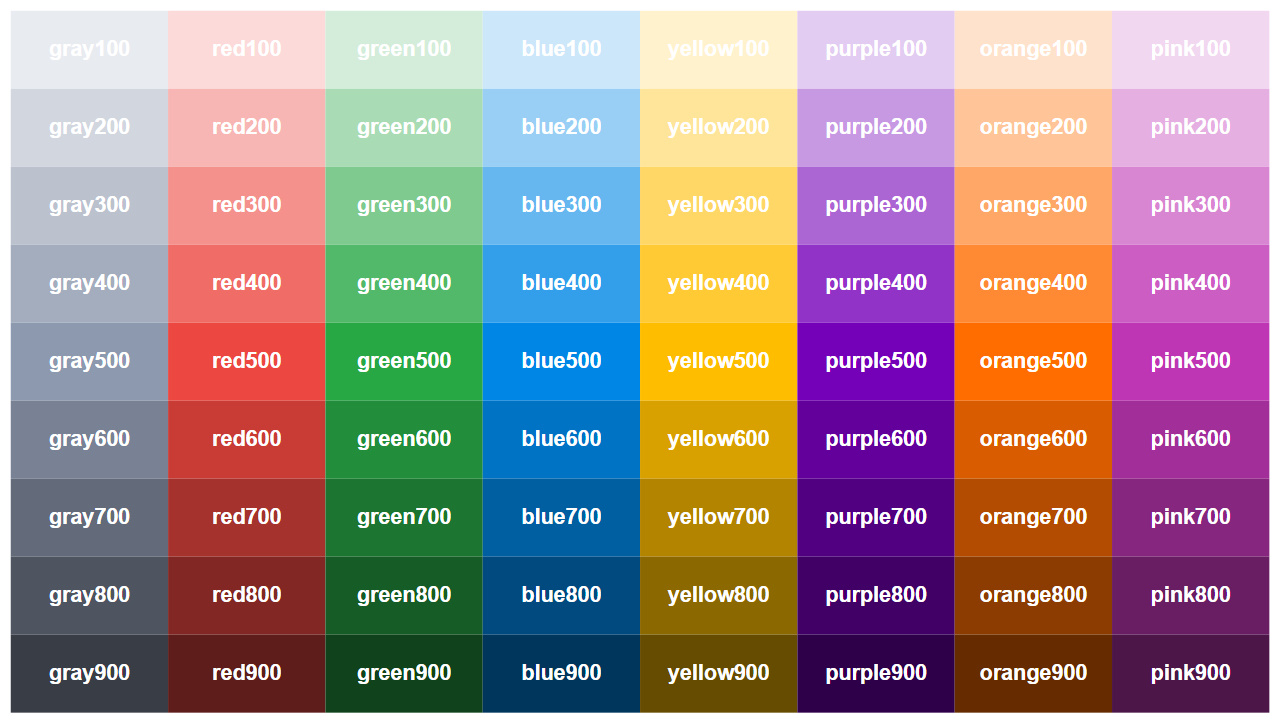 gray100 red100 green100 blue100 yellow100 purple100 orange100 pink100
gray200 red200 green200 blue200 yellow200 purple200 orange200 pink200
gray300 red300 green300 blue300 yellow300 purple300 orange300 pink300
gray400 red400 green400 blue400 yellow400 purple400 orange400 pink400
gray500 red500 green500 blue500 yellow500 purple500 orange500 pink500
gray600 red600 green600 blue600 yellow600 purple600 orange600 pink600
gray700 red700 green700 blue700 yellow700 purple700 orange700 pink700
gray800 red800 green800 blue800 yellow800 purple800 orange800 pink800
gray900 red900 green900 blue900 yellow900 purple900 orange900 pink900